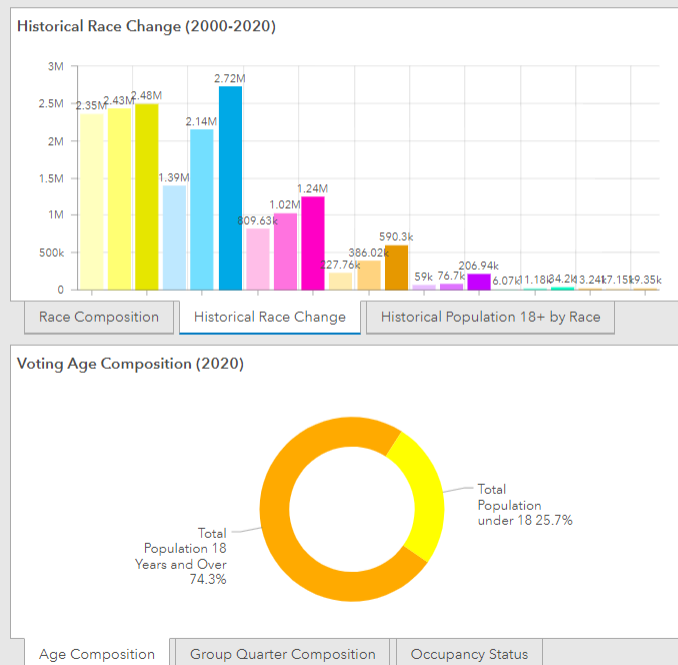 Historical Race Change (2000-2020)
3M
2.5M
2M
1.5M
1M
500k
0
2.35M
2.43M
2.48M
1.39M
2.14M
2.72M
809.63k
1.02M
1.24M
227.76k
386.02k
590.3k
59k
76.7k
206.94k
6.07k
11.18k
34.2k
13.24k
17.15k
19.35k
Race Composition
Historical Race Change
Historical Population 18+ by Race
Voting Age Composition (2020)
Total
Population
under 18 25.7%
Total
Population 18
Years and Over
74.3%
Age Composition
Group Quarter Composition
Occupancy Status